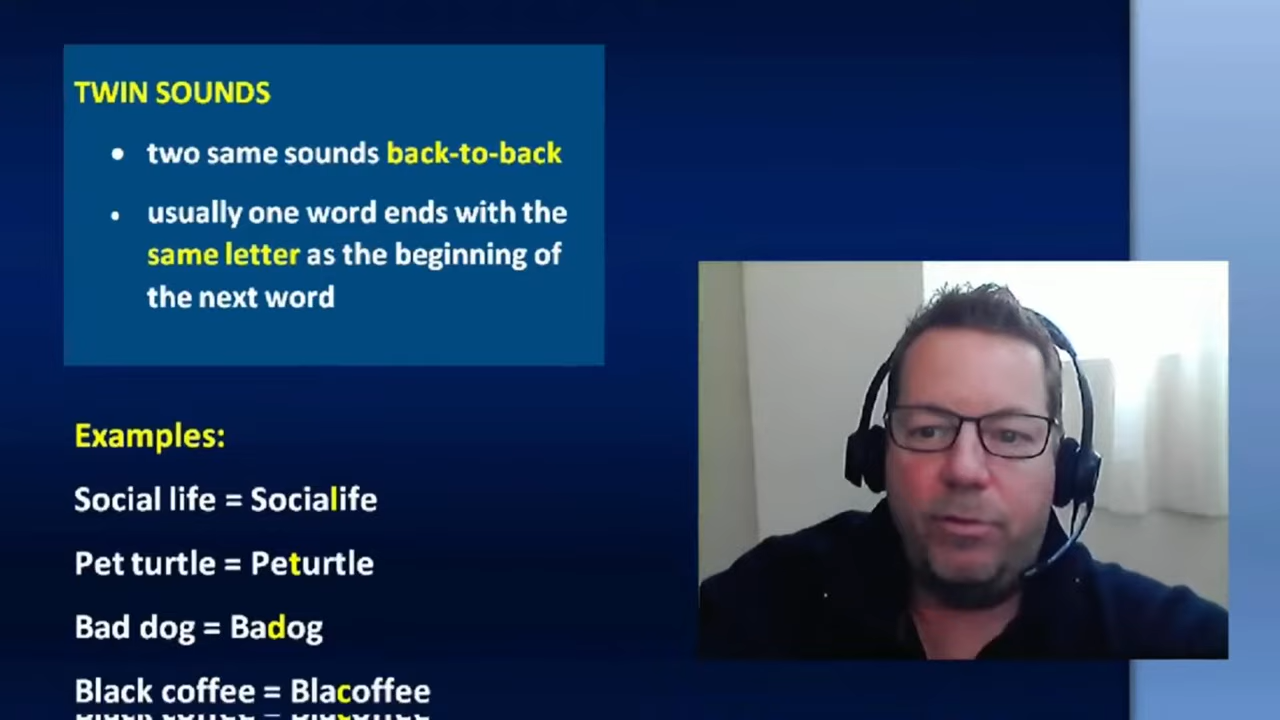 TWIN SOUNDS
• two same sounds back-to-back
• usually one word ends with the
same letter as the beginning of
the next word
Examples:
Social life = Socialife
Pet turtle = Peturtle
Bad dog = Badog
Black coffee = Blacoffee